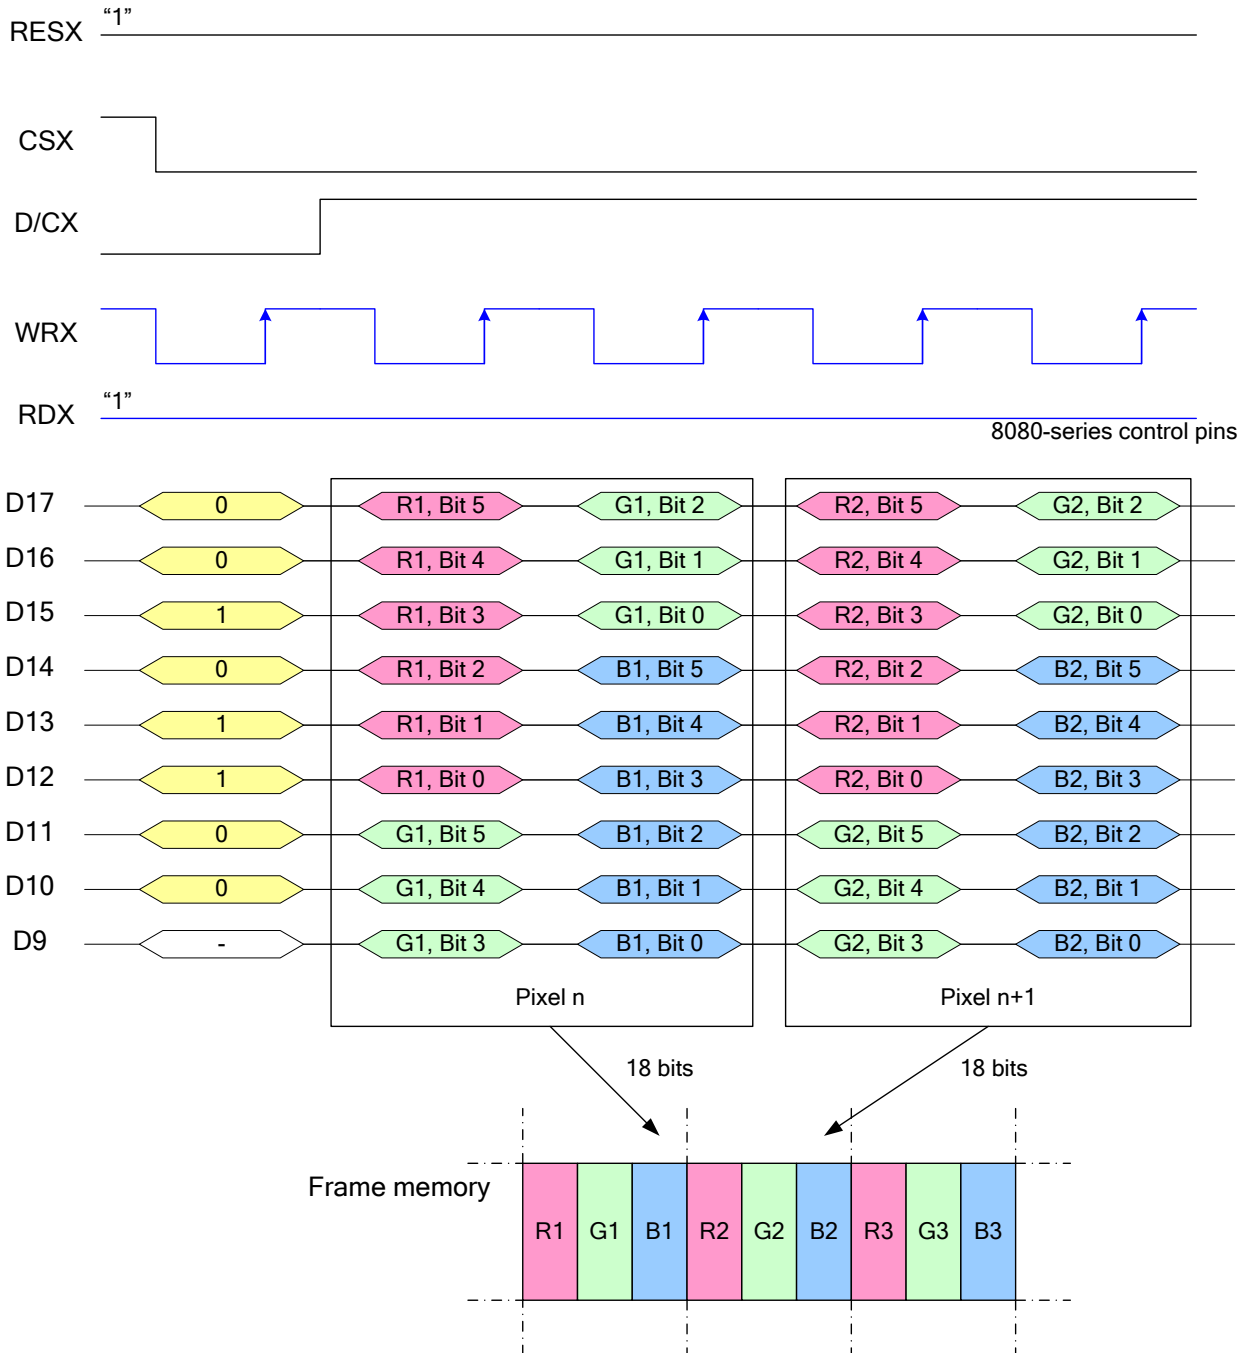 RESX “1”
CSX
D/CX
WRX
RDX “1”
8080-series control pins
D17 0 R1, Bit 5 G1, Bit 2 R2, Bit 5 G2, Bit 2
D16 0 R1, Bit 4 G1, Bit 1 R2, Bit 4 G2, Bit 1
D15 1 R1, Bit 3 G1, Bit 0 R2, Bit 3 G2, Bit 0
D14 0 R1, Bit 2 B1, Bit 5 R2, Bit 2 B2, Bit 5
D13 1 R1, Bit 1 B1, Bit 4 R2, Bit 1 B2, Bit 4
D12 1 R1, Bit 0 B1, Bit 3 R2, Bit 0 B2, Bit 3
D11 0 G1, Bit 5 B1, Bit 2 G2, Bit 5 B2, Bit 2
D10 0 G1, Bit 4 B1, Bit 1 G2, Bit 4 B2, Bit 1
D9 - G1, Bit 3 B1, Bit 0 G2, Bit 3 B2, Bit 0
Pixel n Pixel n+1
18 bits 18 bits
Frame memory
R1 G1 B1 R2 G2 B2 R3 G3 B3